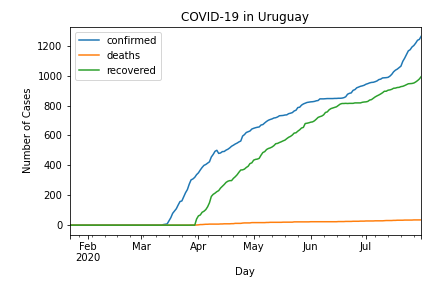 COVID-19 in Uruguay
confirmed
deaths
recovered
Number of Cases
1200
1000
800
600
400
200
0
Feb
2020
Mar
Apr
May
Jun
Jul
Day